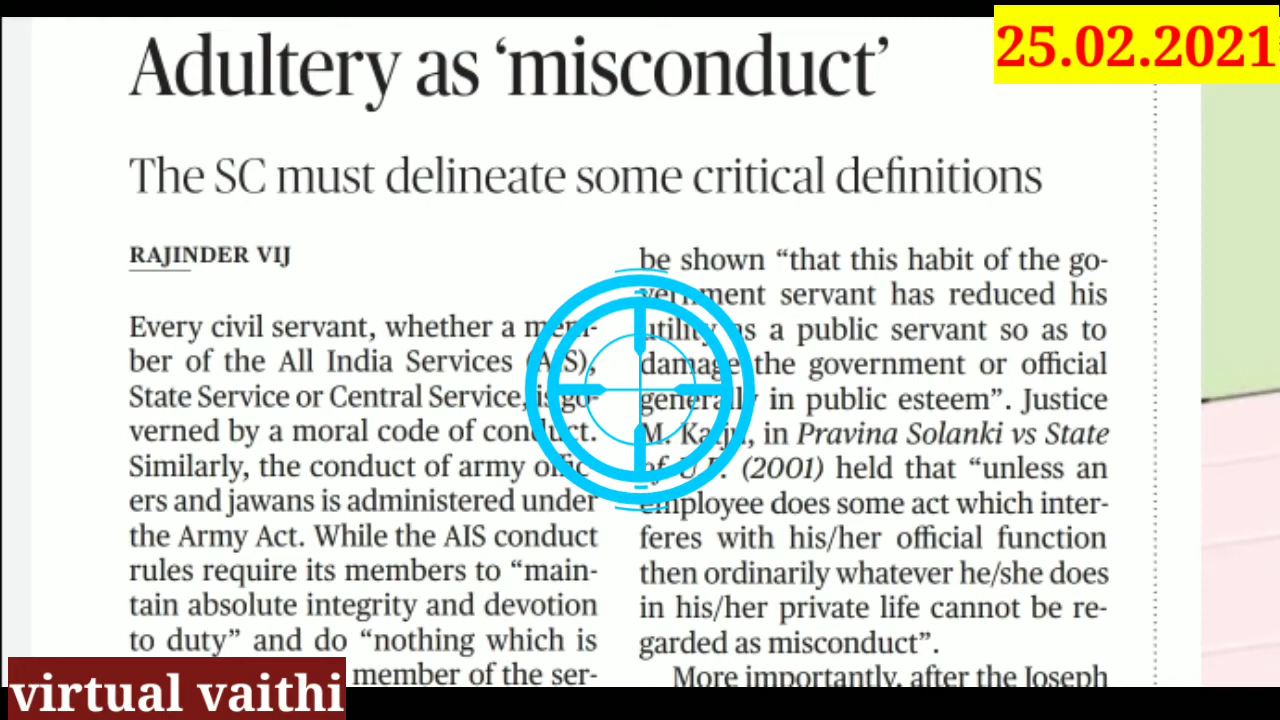 25.02.2021
Adultery as ‘misconduct’
The SC must delineate some critical definitions
RAJINDER VIJ
Every civil servant, whether a mem-
ber of the All India Services (AIS),
State Service or Central Service, is go-
verned by a moral code of conduct.
Similarly, the conduct of army offic-
ers and jawans is administered under
the Army Act. While the AIS conduct
rules require its members to “main-
tain absolute integrity and devotion
to duty” and do “nothing which is
member of the ser-
be shown “that this habit of the go-
vernment servant has reduced his
utility as a public servant so as to
damage the government or official
generally in public esteem”. Justice
M. Katju, in Pravina Solanki vs State
of U.P. (2001) held that “unless an
employee does some act which inter-
feres with his/her official function
then ordinarily whatever he/she does
in his/her private life cannot be re-
garded as misconduct”.
More importantly, after the Joseph
virtual vaithi